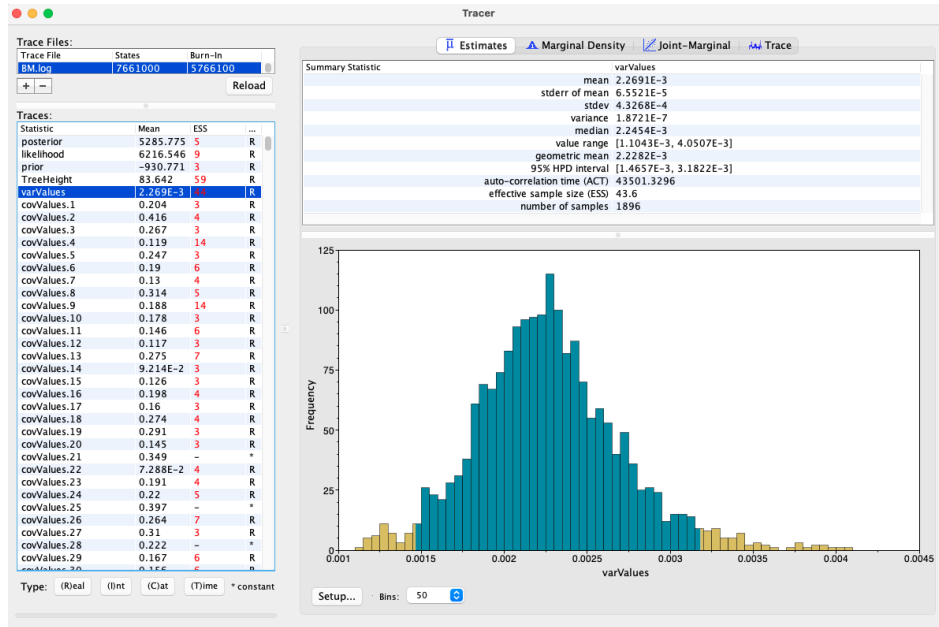 Tracer
Trace Files:
Trace File States Burn-In
BM.log 7661000 5766100
+ − Reload
Traces:
Statistic Mean ESS ...
posterior 5285.775 5 R
likelihood 6216.546 9 R
prior -930.771 3 R
TreeHeight 83.642 59 R
varValues 2.269E-3 44 R
covValues.1 0.204 3 R
covValues.2 0.416 4 R
covValues.3 0.267 3 R
covValues.4 0.119 14 R
covValues.5 0.247 3 R
covValues.6 0.19 6 R
covValues.7 0.13 4 R
covValues.8 0.314 5 R
covValues.9 0.188 14 R
covValues.10 0.178 3 R
covValues.11 0.146 6 R
covValues.12 0.117 3 R
covValues.13 0.275 7 R
covValues.14 9.214E-2 3 R
covValues.15 0.126 3 R
covValues.16 0.198 4 R
covValues.17 0.16 3 R
covValues.18 0.274 4 R
covValues.19 0.291 3 R
covValues.20 0.145 3 R
covValues.21 0.349 – *
covValues.22 7.288E-2 4 R
covValues.23 0.191 4 R
covValues.24 0.22 5 R
covValues.25 0.397 – *
covValues.26 0.264 7 R
covValues.27 0.31 3 R
covValues.28 0.222 – *
covValues.29 0.167 6 R
covValues.30 0.156 6 R
Type: (R)eal (I)nt (C)at (T)ime * constant
Estimates Marginal Density Joint-Marginal Trace
Summary Statistic varValues
mean 2.2691E-3
stderr of mean 6.5521E-5
stdev 4.3268E-4
variance 1.8721E-7
median 2.2454E-3
value range [1.1043E-3, 4.0507E-3]
geometric mean 2.2282E-3
95% HPD interval [1.4657E-3, 3.1822E-3]
auto-correlation time (ACT) 43501.3296
effective sample size (ESS) 43.6
number of samples 1896
125
100
75
50
25
0
Frequency
0.001 0.0015 0.002 0.0025 0.003 0.0035 0.004 0.0045
varValues
Setup... Bins: 50